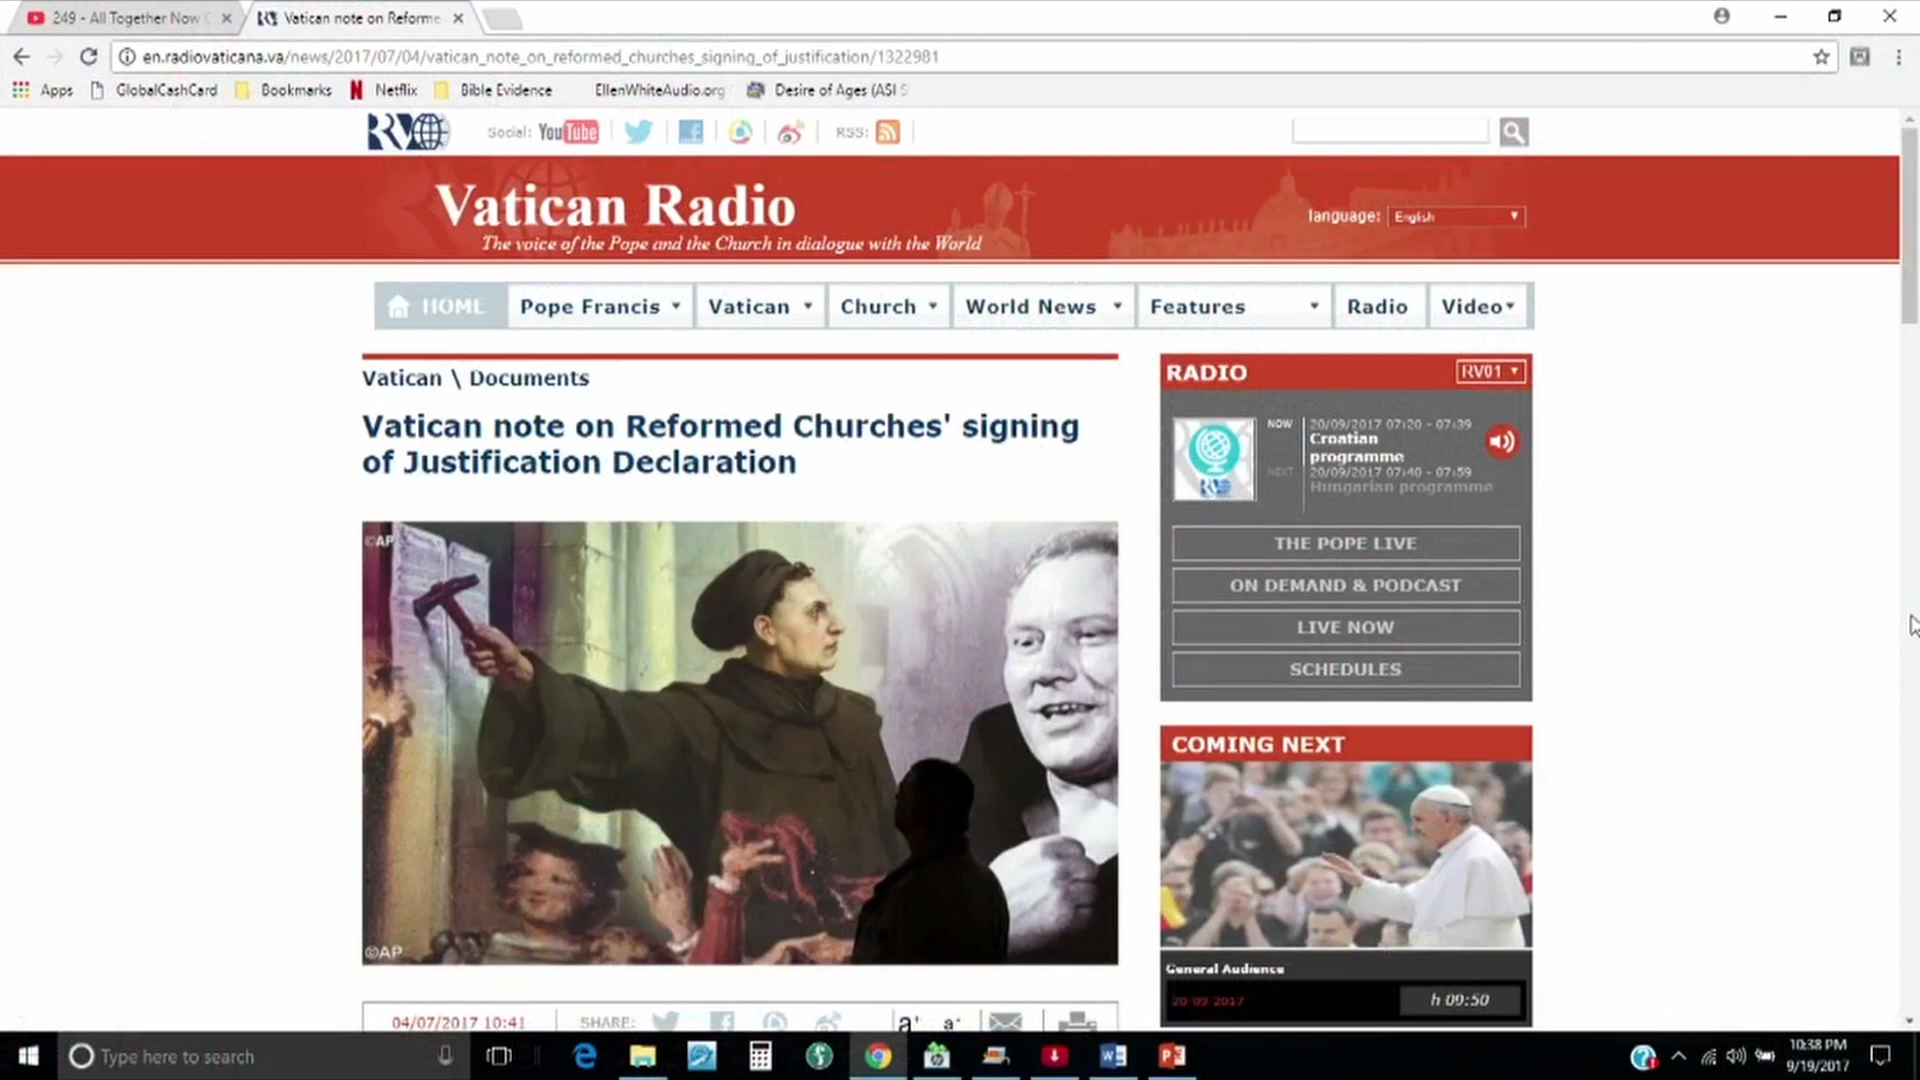 249 - All Together Now
Vatican note on Reforme
en.radiovaticana.va/news/2017/07/04/vatican_note_on_reformed_churches_signing_of_justification/1322981
Apps GlobalCashCard Bookmarks Netflix Bible Evidence EllenWhiteAudio.org Desire of Ages (ASI S
RV Social: YouTube RSS:
Vatican Radio
The voice of the Pope and the Church in dialogue with the World
language: English
HOME Pope Francis Vatican Church World News Features Radio Video
Vatican \ Documents
Vatican note on Reformed Churches' signing
of Justification Declaration
©AP
©AP
04/07/2017 10:41 SHARE: a+ a-
RADIO RV01
NOW 20/09/2017 07:20 - 07:39
Croatian
programme
NEXT 20/09/2017 07:40 - 07:59
Hungarian programme
THE POPE LIVE
ON DEMAND & PODCAST
LIVE NOW
SCHEDULES
COMING NEXT
General Audience
20-09-2017 h 09:50
Type here to search
10:38 PM
9/19/2017